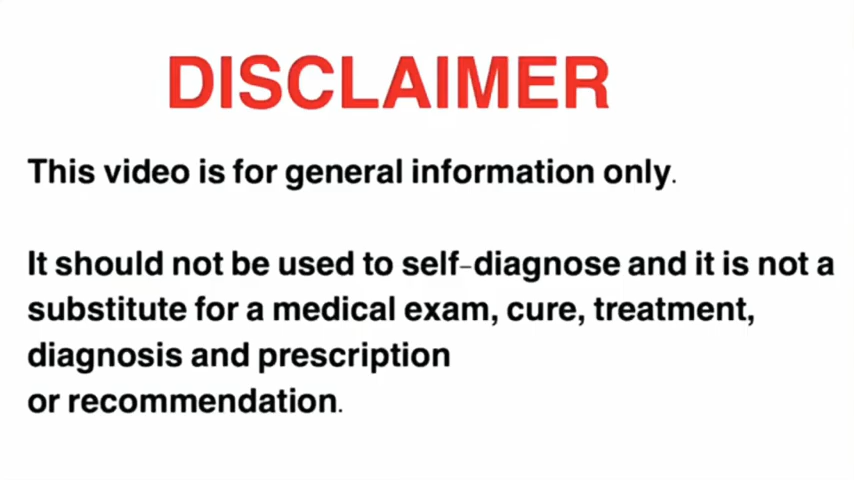 DISCLAIMER
This video is for general information only.
It should not be used to self-diagnose and it is not a
substitute for a medical exam, cure, treatment,
diagnosis and prescription
or recommendation.